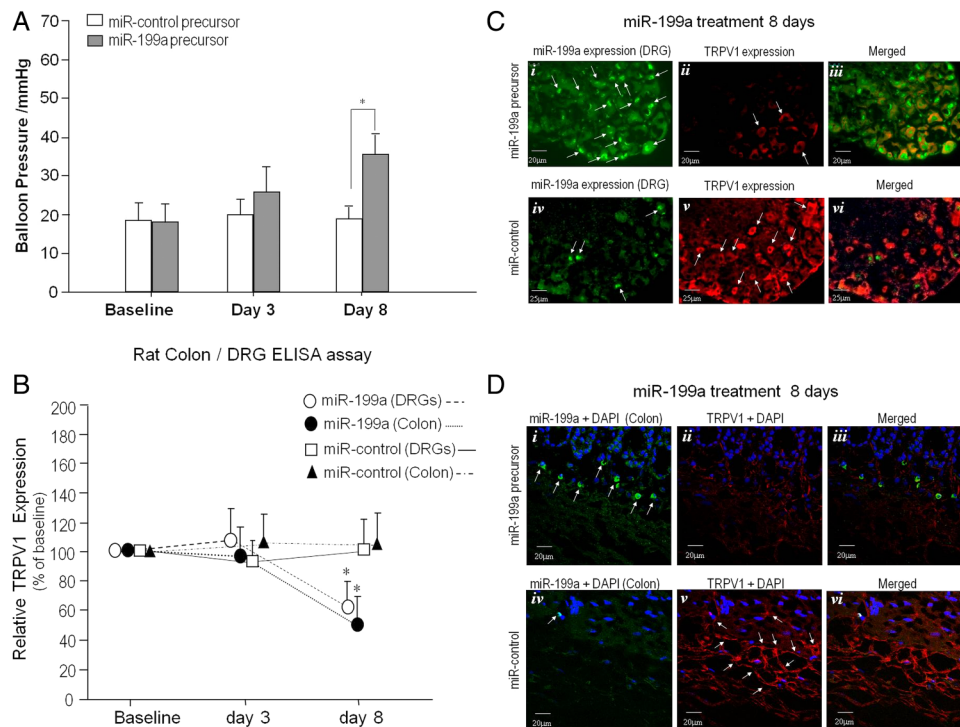 A
miR-control precursor
miR-199a precursor
Balloon Pressure /mmHg
70
60
50
40
30
20
10
0
*
Baseline Day 3 Day 8
Rat Colon / DRG ELISA assay
B
miR-199a (DRGs)
miR-199a (Colon)
miR-control (DRGs)
miR-control (Colon)
Relative TRPV1 Expression
(% of baseline)
200
180
160
140
120
100
80
60
40
20
0
* *
Baseline day 3 day 8
C
miR-199a treatment 8 days
miR-199a expression (DRG) TRPV1 expression Merged
miR-199a precursor
i ii iii
20μm 20μm 20μm
miR-199a expression (DRG) TRPV1 expression Merged
miR-control
iv v vi
25μm 25μm 25μm
D
miR-199a treatment 8 days
miR-199a + DAPI (Colon) TRPV1 + DAPI Merged
miR-199a precursor
i ii iii
20μm 20μm 20μm
miR-199a + DAPI (Colon) TRPV1 + DAPI Merged
miR-control
iv v vi
20μm 20μm 20μm